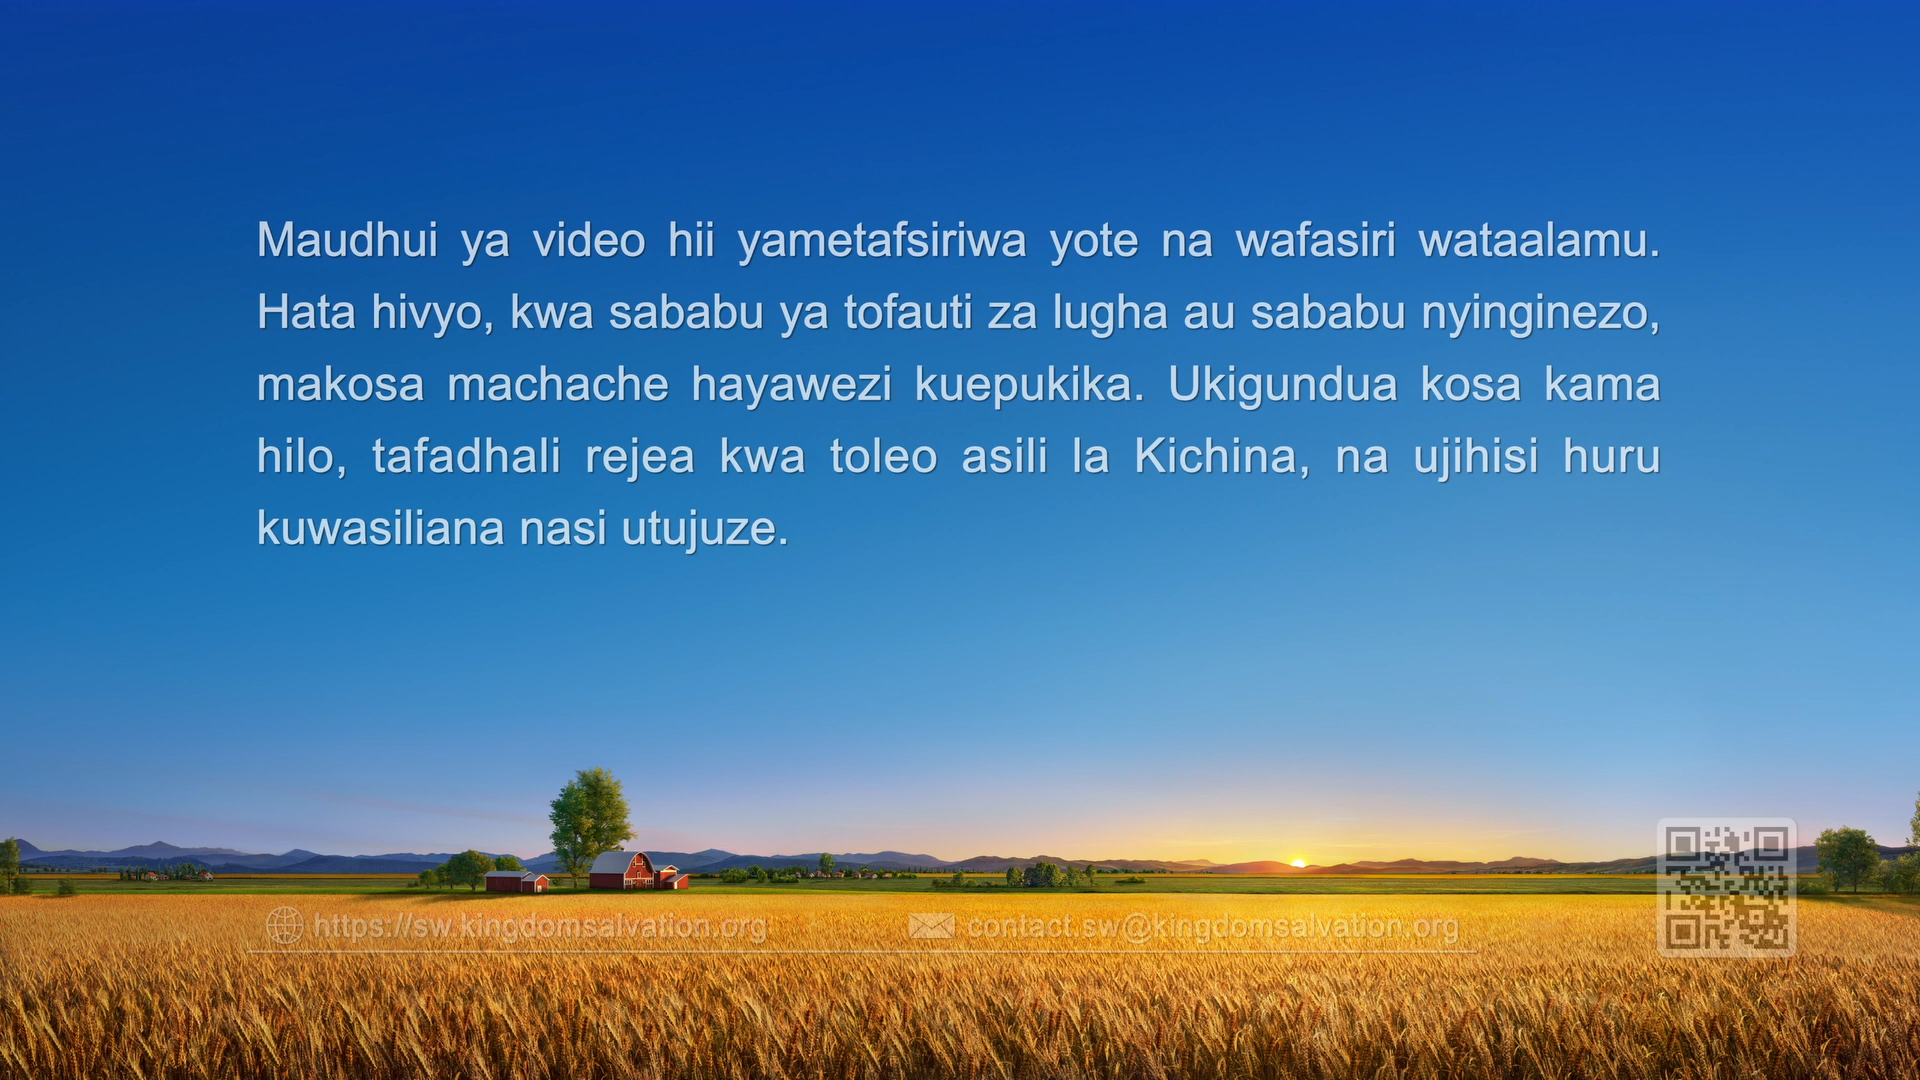 Maudhui ya video hii yametafsiriwa yote na wafasiri wataalamu.
Hata hivyo, kwa sababu ya tofauti za lugha au sababu nyinginezo,
makosa machache hayawezi kuepukika. Ukigundua kosa kama
hilo, tafadhali rejea kwa toleo asili la Kichina, na ujihisi huru
kuwasiliana nasi utujuze.
https://sw.kingdomsalvation.org
contact.sw@kingdomsalvation.org